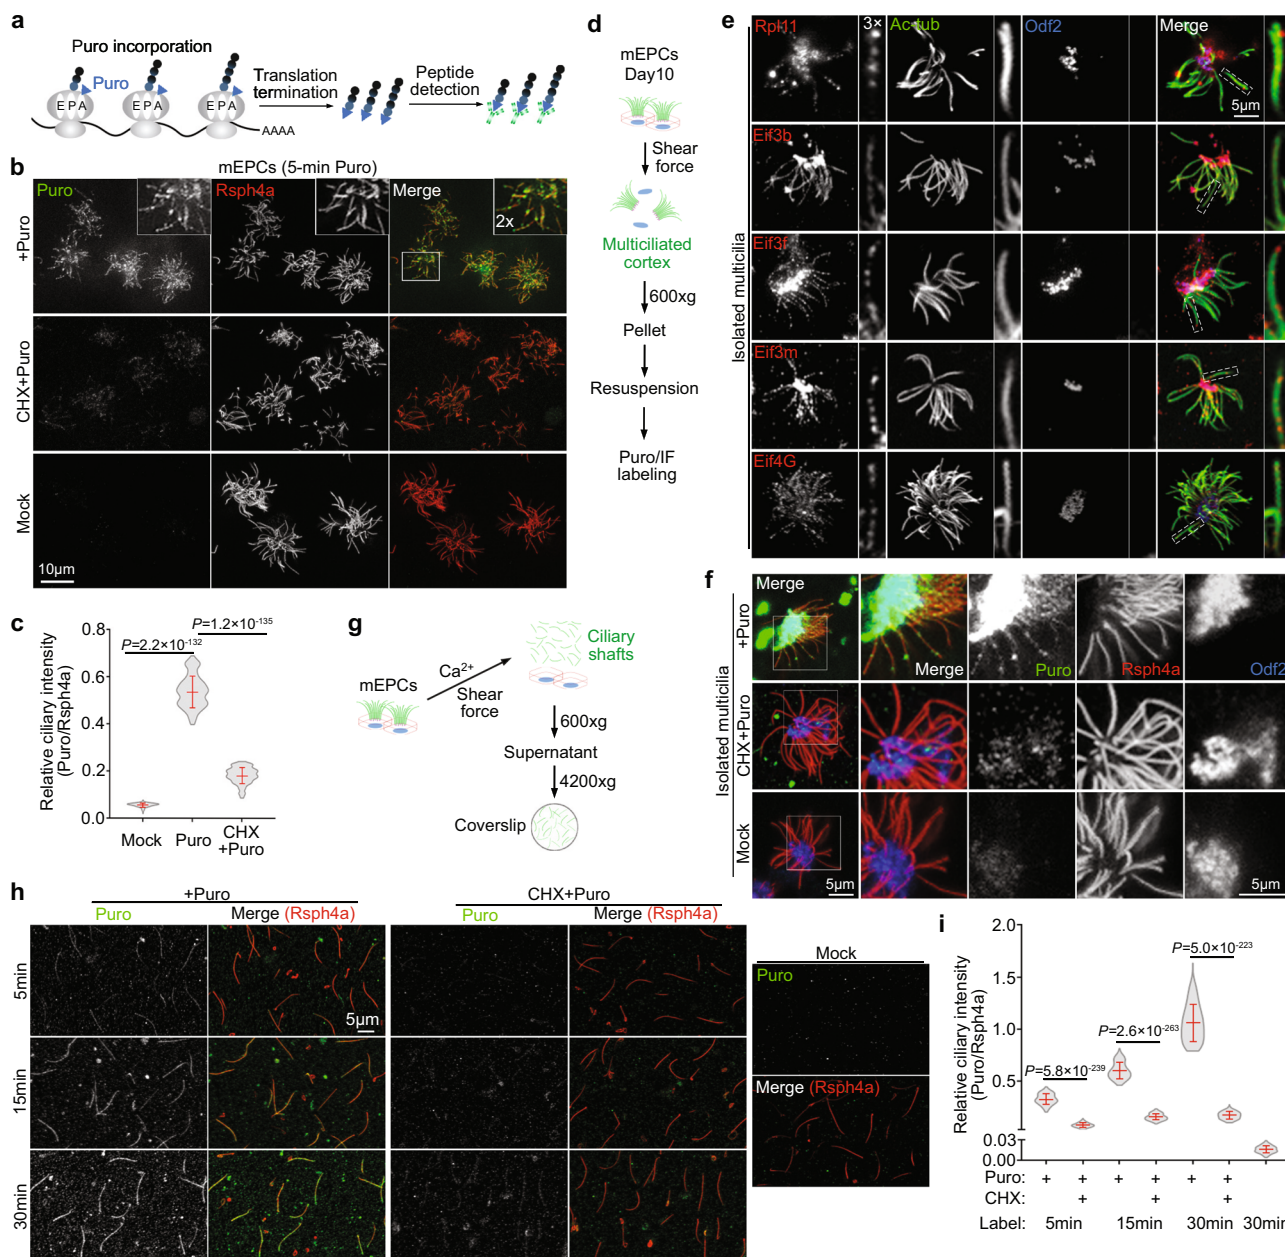 a
Puro incorporation
Puro
E P A
E P A
E P A
AAAA
Translation
termination
Peptide
detection
b
mEPCs (5-min Puro)
Puro
Rsph4a
Merge
2x
+Puro
CHX+Puro
Mock
10µm
c
Relative ciliary intensity
(Puro/Rsph4a)
P=2.2×10⁻¹³²
P=1.2×10⁻¹³⁵
0.8
0.6
0.4
0.2
0.0
Mock
Puro
CHX
+Puro
d
mEPCs
Day10
Shear
force
Multiciliated
cortex
600xg
Pellet
Resuspension
Puro/IF
labeling
e
Isolated multicilia
Rpl11
3×
Ac-tub
Odf2
Merge
5µm
Eif3b
Eif3f
Eif3m
Eif4G
f
Isolated multicilia
+Puro
CHX+Puro
Mock
Merge
Merge
Puro
Rsph4a
Odf2
5µm
5µm
g
mEPCs
Ca²⁺
Shear
force
Ciliary
shafts
600xg
Supernatant
4200xg
Coverslip
h
+Puro
CHX+Puro
Puro
Merge (Rsph4a)
Puro
Merge (Rsph4a)
5min
15min
30min
5µm
Mock
Puro
Merge (Rsph4a)
i
Relative ciliary intensity
(Puro/Rsph4a)
2.0
1.5
1.0
0.5
0.03
0.00
P=5.8×10⁻²³⁹
P=2.6×10⁻²⁶³
P=5.0×10⁻²²³
Puro: + + + + + +
CHX: + + +
Label: 5min 15min 30min 30min